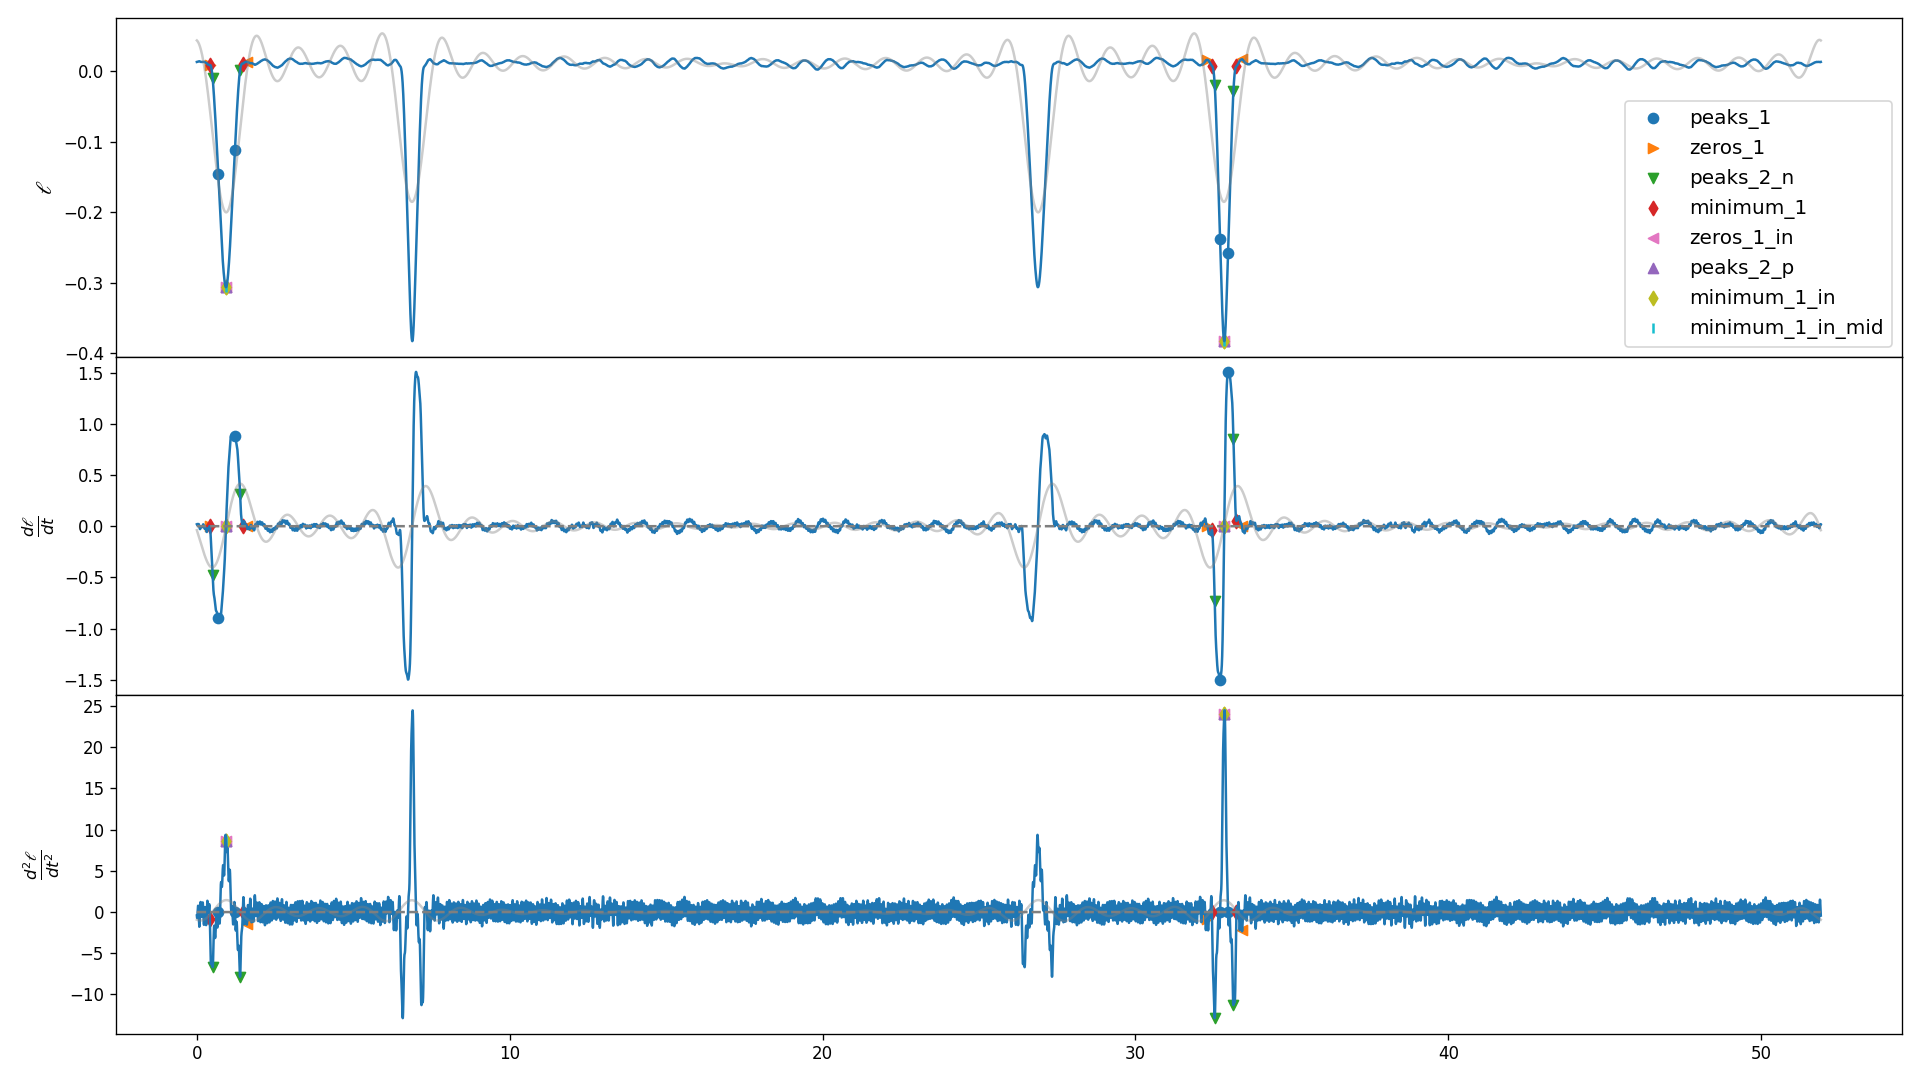 0.0
−0.1
−0.2
−0.3
−0.4
ℓ
peaks_1
zeros_1
peaks_2_n
minimum_1
zeros_1_in
peaks_2_p
minimum_1_in
minimum_1_in_mid
1.5
1.0
0.5
0.0
−0.5
−1.0
−1.5
dℓ
dt
25
20
15
10
5
0
−5
−10
d²ℓ
dt²
0 10 20 30 40 50